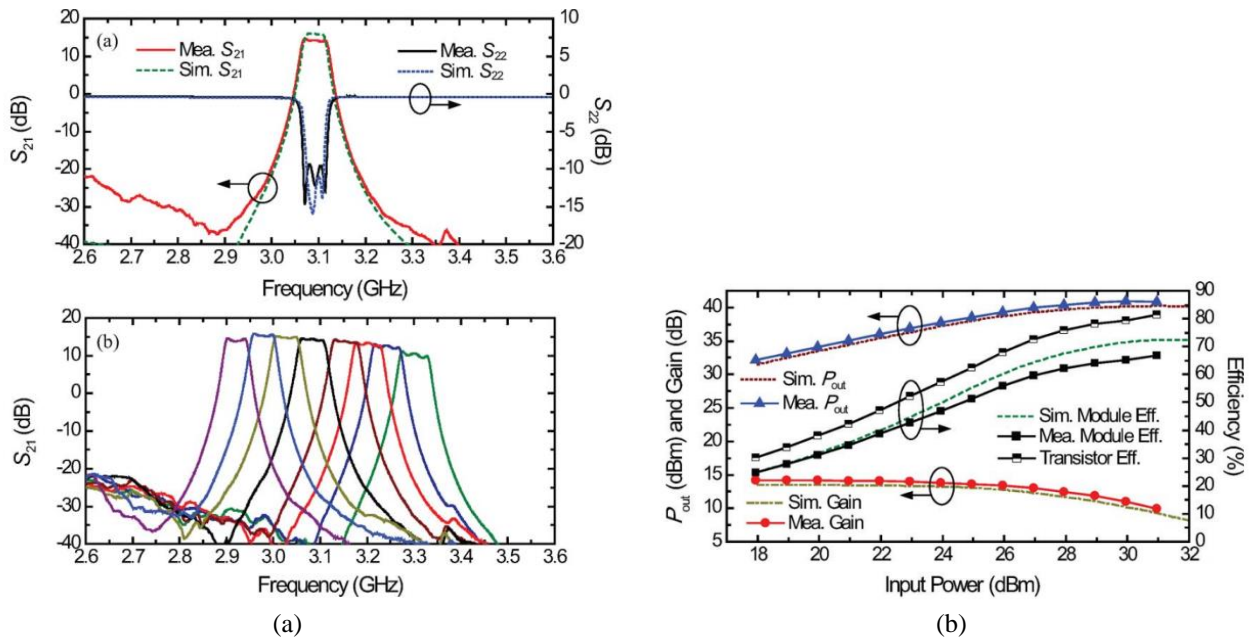 20
10
0
-10
-20
-30
-40
S21 (dB)
(a)
Mea. S21
Sim. S21
Mea. S22
Sim. S22
10
5
0
-5
-10
-15
-20
S22 (dB)
2.6 2.7 2.8 2.9 3.0 3.1 3.2 3.3 3.4 3.5 3.6
Frequency (GHz)
20
10
0
-10
-20
-30
-40
S21 (dB)
(b)
2.6 2.7 2.8 2.9 3.0 3.1 3.2 3.3 3.4 3.5 3.6
Frequency (GHz)
(a)
40
35
30
25
20
15
10
5
Pout (dBm) and Gain (dB)
Sim. Pout
Mea. Pout
Sim. Module Eff.
Mea. Module Eff.
Transistor Eff.
Sim. Gain
Mea. Gain
90
80
70
60
50
40
30
20
10
0
Efficiency (%)
18 20 22 24 26 28 30 32
Input Power (dBm)
(b)